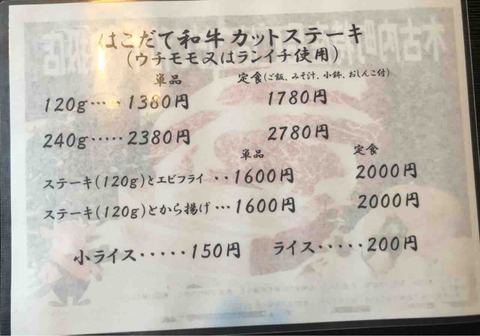 はこだて和牛カットステーキ
(ウチモモ又はランイチ使用)
単品 定食(ご飯、みそ汁、小鉢、おしんこ付)
120g‥‥‥1380円 1780円
240g‥‥‥2380円 2780円
単品 定食
ステーキ(120g)とエビフライ‥1600円 2000円
ステーキ(120g)とから揚げ…1600円 2000円
小ライス‥‥‥150円 ライス‥‥‥200円